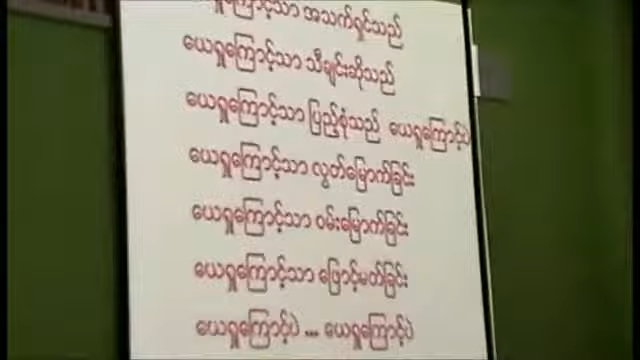 ယေရှုကြောင့်သာ အသက်ရှင်သည်
ယေရှုကြောင့်သာ သီချင်းဆိုသည်
ယေရှုကြောင့်သာ ပြည့်စုံသည် ယေရှုကြောင့်ပဲ
ယေရှုကြောင့်သာ လွတ်မြောက်ခြင်း
ယေရှုကြောင့်သာ ဝမ်းမြောက်ခြင်း
ယေရှုကြောင့်သာ ဖြောင့်မတ်ခြင်း
ယေရှုကြောင့်ပဲ ... ယေရှုကြောင့်ပဲ